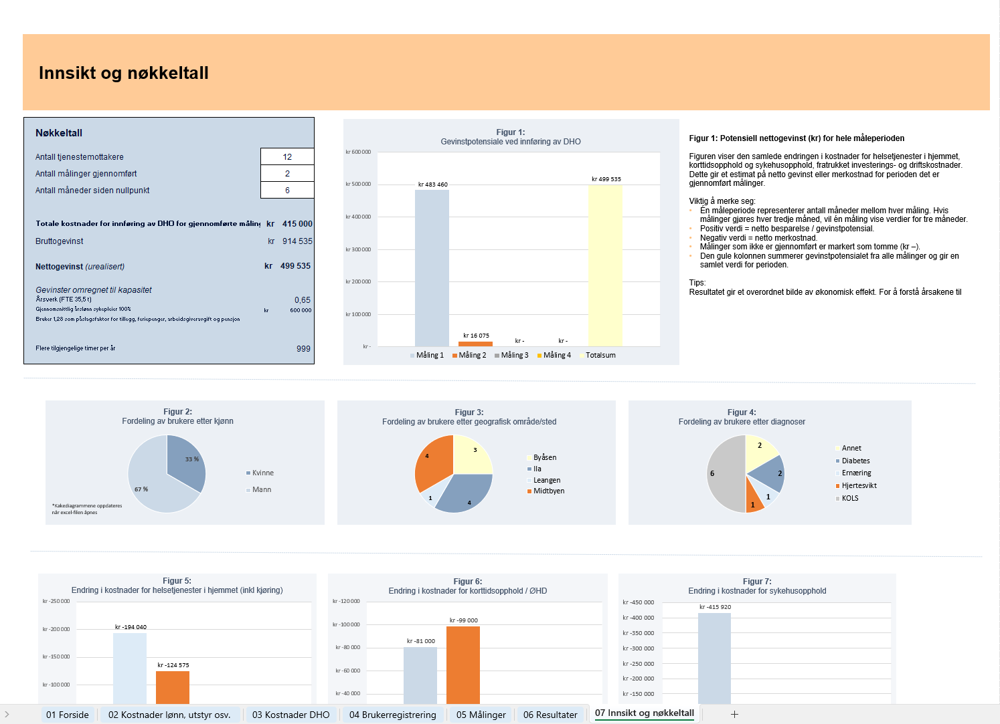 Innsikt og nøkkeltall
Nøkkeltall
Antall tjenestemottakere 12
Antall målinger gjennomført 2
Antall måneder siden nullpunkt 6
Totale kostnader for innføring av DHO for gjennomførte måling kr 415 000
Bruttogevinst kr 914 535
Nettogevinst (urealisert) kr 499 535
Gevinster omregnet til kapasitet
Årsverk (FTE 35,5 t) 0,65
Gjennomsnittlig årslønn sykepleier 100% kr 600 000
Bruker 1,28 som påslagsfaktor for tillegg, feriepenger, arbeidsgiveravgift og pensjon
Flere tilgjengelige timer per år 999
Figur 1:
Gevinstpotensiale ved innføring av DHO
kr 600 000
kr 500 000
kr 400 000
kr 300 000
kr 200 000
kr 100 000
kr -
kr 483 460
kr 16 075
kr -
kr -
kr 499 535
Måling 1 Måling 2 Måling 3 Måling 4 Totalsum
Figur 1: Potensiell nettogevinst (kr) for hele måleperioden
Figuren viser den samlede endringen i kostnader for helsetjenester i hjemmet,
korttidsopphold og sykehusopphold, fratrukket investerings- og driftskostnader.
Dette gir et estimat på netto gevinst eller merkostnad for perioden det er
gjennomført målinger.
Viktig å merke seg:
• Én måleperiode representerer antall måneder mellom hver måling. Hvis
målinger gjøres hver tredje måned, vil én måling vise verdier for tre måneder.
• Positiv verdi = netto besparelse / gevinstpotensial.
• Negativ verdi = netto merkostnad.
• Målinger som ikke er gjennomført er markert som tomme (kr –).
• Den gule kolonnen summerer gevinstpotensialet fra alle målinger og gir en
samlet verdi for perioden.
Tips:
Resultatet gir et overordnet bilde av økonomisk effekt. For å forstå årsakene til
Figur 2:
Fordeling av brukere etter kjønn
33 %
67 %
Kvinne
Mann
*Kakediagrammene oppdateres
når excel-filen åpnes
Figur 3:
Fordeling av brukere etter geografisk område/sted
4
3
1
4
Byåsen
Ila
Leangen
Midtbyen
Figur 4:
Fordeling av brukere etter diagnoser
2
6
2
1
1
Annet
Diabetes
Ernæring
Hjertesvikt
KOLS
Figur 5:
Endring i kostnader for helsetjenester i hjemmet (inkl kjøring)
kr -250 000
kr -200 000
kr -150 000
kr -100 000
kr -194 040
kr -124 575
Figur 6:
Endring i kostnader for korttidsopphold / ØHD
kr -120 000
kr -100 000
kr -80 000
kr -60 000
kr -40 000
kr -81 000
kr -99 000
Figur 7:
Endring i kostnader for sykehusopphold
kr -450 000
kr -400 000
kr -350 000
kr -300 000
kr -250 000
kr -200 000
kr -150 000
kr -415 920
01 Forside 02 Kostnader lønn, utstyr osv. 03 Kostnader DHO 04 Brukerregistrering 05 Målinger 06 Resultater 07 Innsikt og nøkkeltall